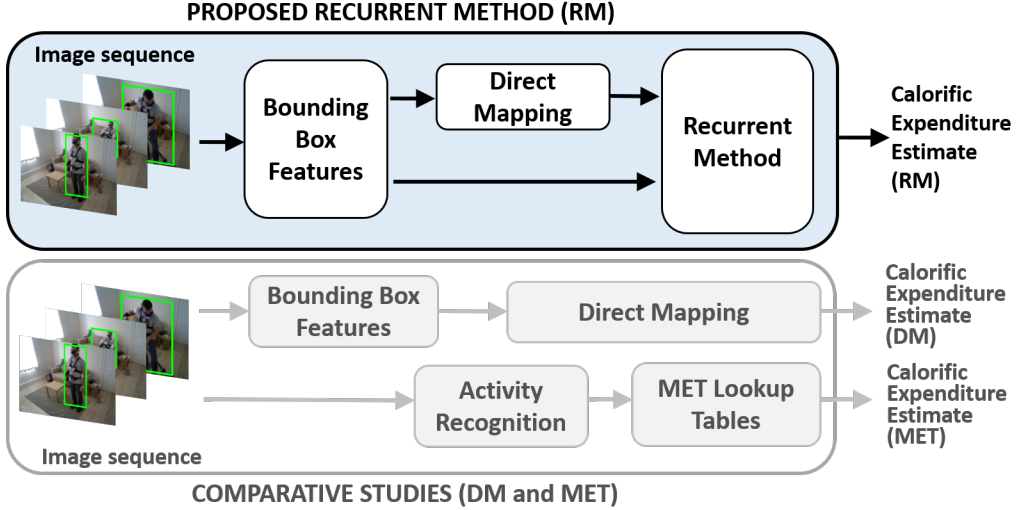 PROPOSED RECURRENT METHOD (RM)
Image sequence
Bounding
Box
Features
Direct
Mapping
Recurrent
Method
Calorific
Expenditure
Estimate
(RM)
Bounding Box
Features
Direct Mapping
Calorific
Expenditure
Estimate
(DM)
Activity
Recognition
MET Lookup
Tables
Calorific
Expenditure
Estimate
(MET)
Image sequence
COMPARATIVE STUDIES (DM and MET)